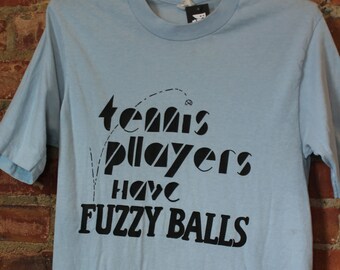 tennis
players
have
FUZZY BALLS